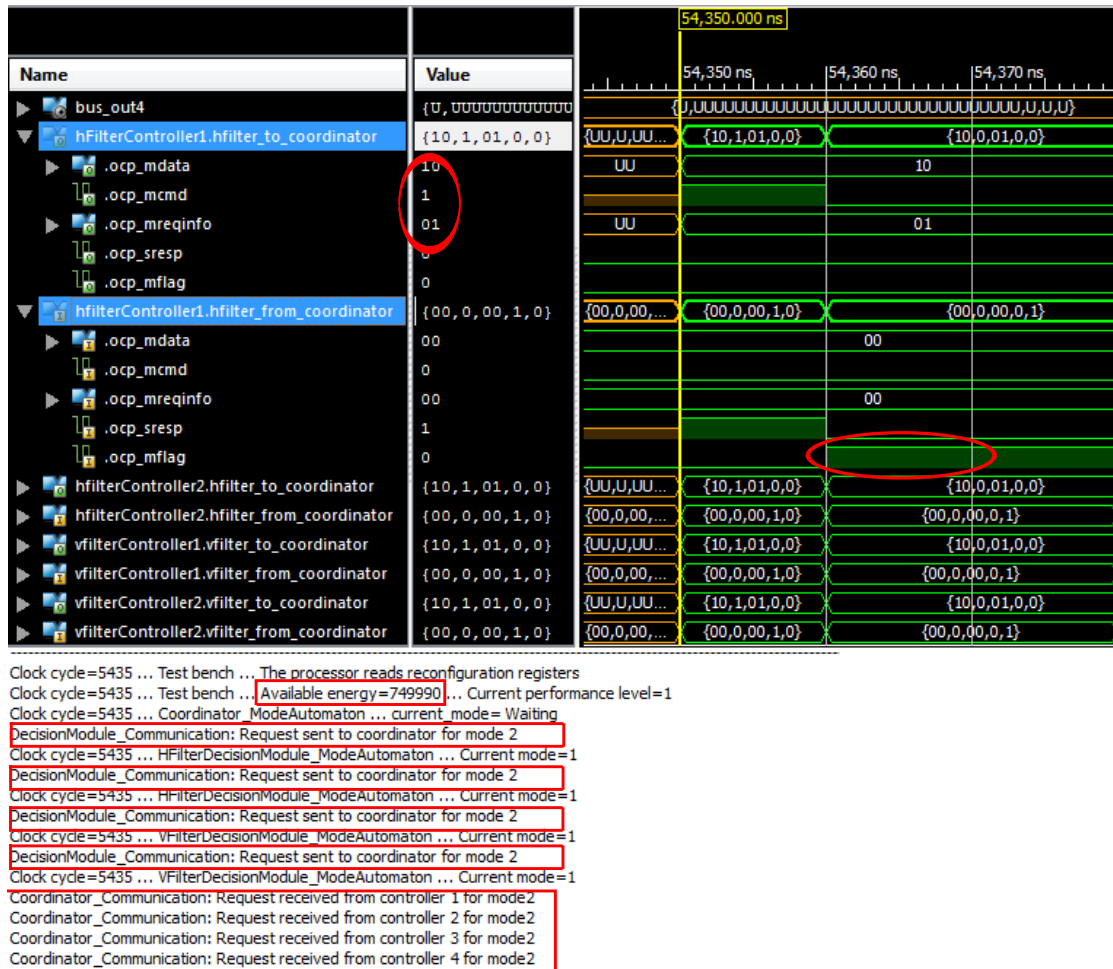 54,350.000 ns
Name Value 54,350 ns 54,360 ns 54,370 ns
bus_out4 {U,UUUUUUUUUUUU {U,UUUUUUUUUUUUUUUUUUUUUUUUUUUUUUUU,U,U,U}
hFilterController1.hfilter_to_coordinator {10,1,01,0,0} {UU,U,UU... {10,1,01,0,0} {10,0,01,0,0}
.ocp_mdata 10 UU 10
.ocp_mcmd 1
.ocp_mreqinfo 01 UU 01
.ocp_sresp 0
.ocp_mflag 0
hfilterController1.hfilter_from_coordinator {00,0,00,1,0} {00,0,00,... {00,0,00,1,0} {00,0,00,0,1}
.ocp_mdata 00 00
.ocp_mcmd 0
.ocp_mreqinfo 00 00
.ocp_sresp 1
.ocp_mflag 0
hfilterController2.hfilter_to_coordinator {10,1,01,0,0} {UU,U,UU... {10,1,01,0,0} {10,0,01,0,0}
hfilterController2.hfilter_from_coordinator {00,0,00,1,0} {00,0,00,... {00,0,00,1,0} {00,0,00,0,1}
vfilterController1.vfilter_to_coordinator {10,1,01,0,0} {UU,U,UU... {10,1,01,0,0} {10,0,01,0,0}
vfilterController1.vfilter_from_coordinator {00,0,00,1,0} {00,0,00,... {00,0,00,1,0} {00,0,00,0,1}
vfilterController2.vfilter_to_coordinator {10,1,01,0,0} {UU,U,UU... {10,1,01,0,0} {10,0,01,0,0}
vfilterController2.vfilter_from_coordinator {00,0,00,1,0} {00,0,00,... {00,0,00,1,0} {00,0,00,0,1}
Clock cycle=5435 ... Test bench ... The processor reads reconfiguration registers
Clock cycle=5435 ... Test bench ... Available energy=749990 ... Current performance level=1
Clock cycle=5435 ... Coordinator_ModeAutomaton ... current_mode= Waiting
DecisionModule_Communication: Request sent to coordinator for mode 2
Clock cycle=5435 ... HFilterDecisionModule_ModeAutomaton ... Current mode=1
DecisionModule_Communication: Request sent to coordinator for mode 2
Clock cycle=5435 ... HFilterDecisionModule_ModeAutomaton ... Current mode=1
DecisionModule_Communication: Request sent to coordinator for mode 2
Clock cycle=5435 ... VFilterDecisionModule_ModeAutomaton ... Current mode=1
DecisionModule_Communication: Request sent to coordinator for mode 2
Clock cycle=5435 ... VFilterDecisionModule_ModeAutomaton ... Current mode=1
Coordinator_Communication: Request received from controller 1 for mode2
Coordinator_Communication: Request received from controller 2 for mode2
Coordinator_Communication: Request received from controller 3 for mode2
Coordinator_Communication: Request received from controller 4 for mode2